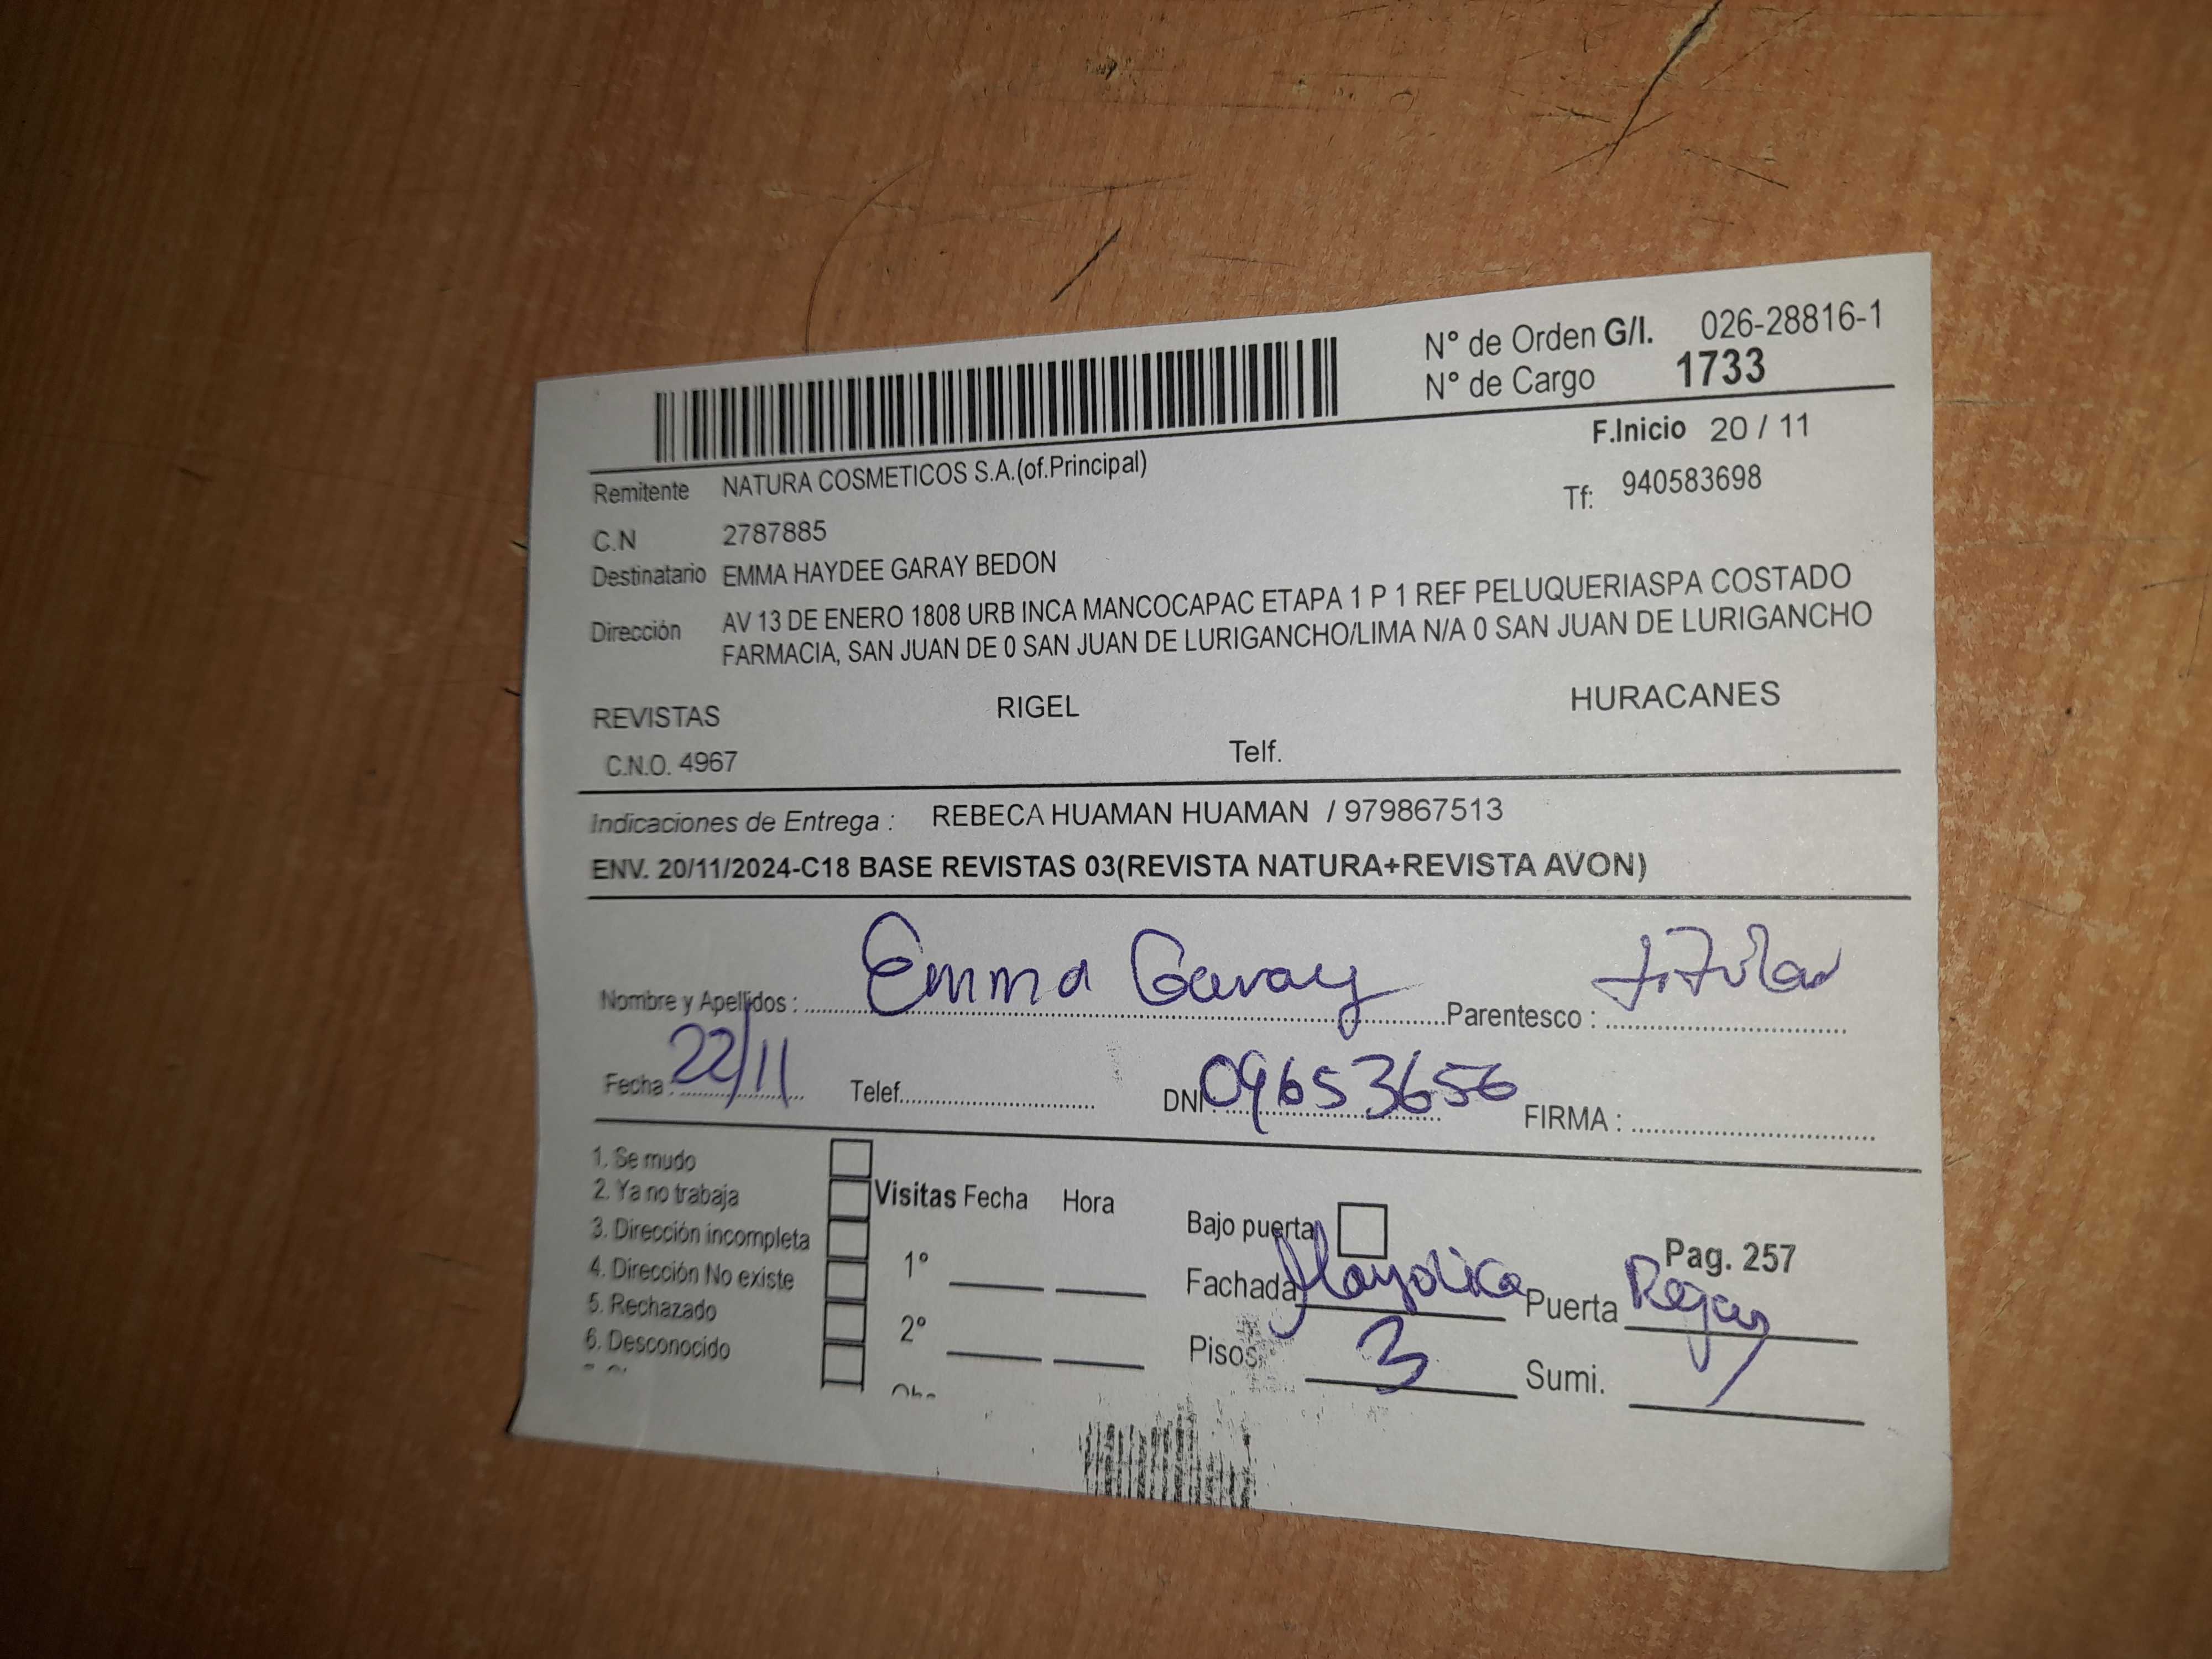 N° de Orden G/I. 026-28816-1
N° de Cargo 1733
F.Inicio 20 / 11
Remitente NATURA COSMETICOS S.A.(of.Principal)
Tf: 940583698
C.N 2787885
Destinatario EMMA HAYDEE GARAY BEDON
Dirección AV 13 DE ENERO 1808 URB INCA MANCOCAPAC ETAPA 1 P 1 REF PELUQUERIASPA COSTADO
FARMACIA, SAN JUAN DE 0 SAN JUAN DE LURIGANCHO/LIMA N/A 0 SAN JUAN DE LURIGANCHO
REVISTAS RIGEL HURACANES
C.N.O. 4967 Telf.
Indicaciones de Entrega : REBECA HUAMAN HUAMAN / 979867513
ENV. 20/11/2024-C18 BASE REVISTAS 03(REVISTA NATURA+REVISTA AVON)
Nombre y Apellidos : Emma Garay Parentesco : titular
Fecha : 22/11 Telef. DNI : 09653656 FIRMA :
1. Se mudo
2. Ya no trabaja
3. Dirección incompleta
4. Dirección No existe
5. Rechazado
6. Desconocido
Visitas Fecha Hora
1°
2°
Bajo puerta
Pag. 257
Fachada Puerta Rejas
Pisos 3 Sumi.